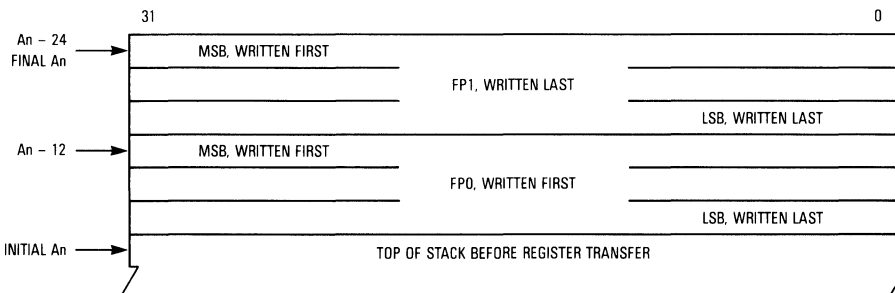 31 0
An – 24
FINAL An
MSB, WRITTEN FIRST
FP1, WRITTEN LAST
LSB, WRITTEN LAST
An – 12
MSB, WRITTEN FIRST
FP0, WRITTEN FIRST
LSB, WRITTEN LAST
INITIAL An
TOP OF STACK BEFORE REGISTER TRANSFER